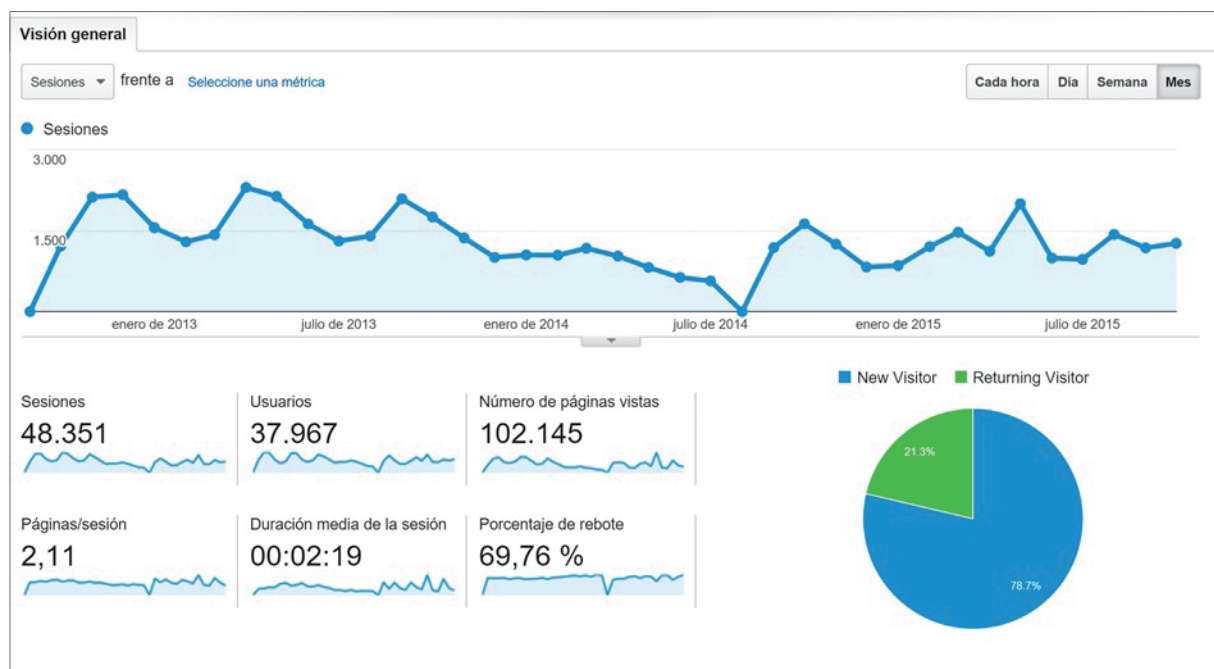 Visión general
Sesiones frente a Seleccione una métrica
Cada hora Día Semana Mes
Sesiones
3.000
1.500
enero de 2013 julio de 2013 enero de 2014 julio de 2014 enero de 2015 julio de 2015
New Visitor Returning Visitor
Sesiones Usuarios Número de páginas vistas
48.351 37.967 102.145
21.3%
Páginas/sesión Duración media de la sesión Porcentaje de rebote
2,11 00:02:19 69,76 %
78.7%